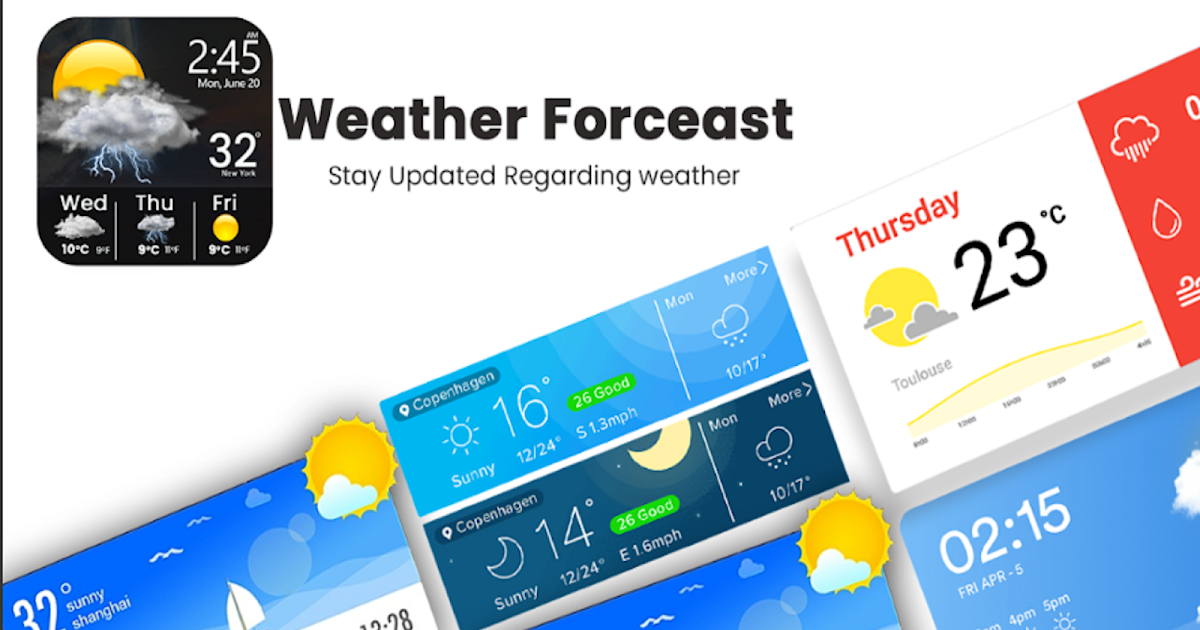 AM
2:45
Mon, June 20
32°
New York
Wed Thu Fri
10°C 9°F 9°C 11°F 9°C 11°F
Weather Forceast
Stay Updated Regarding weather
Thursday
23°C
Toulouse
Copenhagen
16°
26 Good
Sunny 12/24° S 1.3mph
Mon More
10/17°
Copenhagen
14°
26 Good
Sunny 12/24° E 1.6mph
Mon More
10/17°
32° sunny
shanghai
12:28
02:15
FRI APR - 5
4pm 5pm